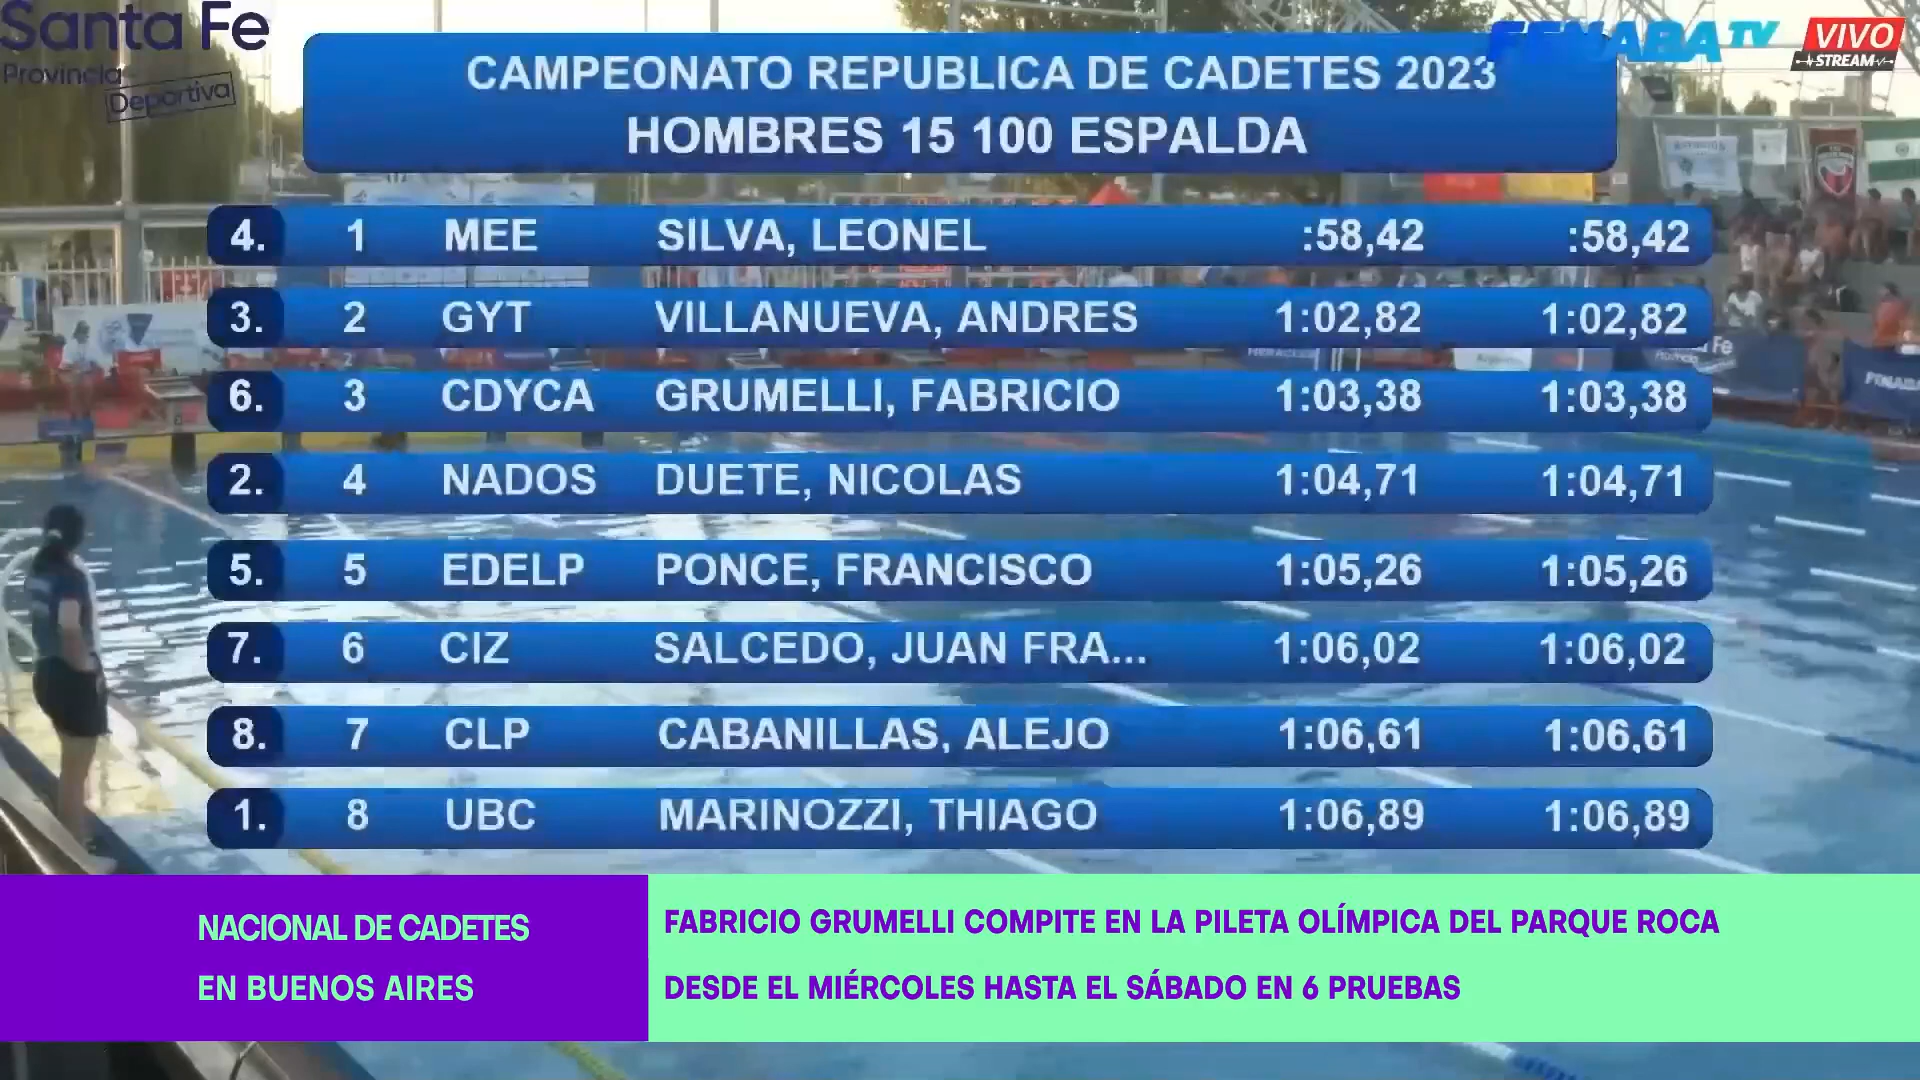 Santa Fe
Provincia
Deportiva
FENABA TV
VIVO
STREAM
CAMPEONATO REPUBLICA DE CADETES 2023
HOMBRES 15 100 ESPALDA
4. 1 MEE SILVA, LEONEL :58,42 :58,42
3. 2 GYT VILLANUEVA, ANDRES 1:02,82 1:02,82
6. 3 CDYCA GRUMELLI, FABRICIO 1:03,38 1:03,38
2. 4 NADOS DUETE, NICOLAS 1:04,71 1:04,71
5. 5 EDELP PONCE, FRANCISCO 1:05,26 1:05,26
7. 6 CIZ SALCEDO, JUAN FRA... 1:06,02 1:06,02
8. 7 CLP CABANILLAS, ALEJO 1:06,61 1:06,61
1. 8 UBC MARINOZZI, THIAGO 1:06,89 1:06,89
NACIONAL DE CADETES
EN BUENOS AIRES
FABRICIO GRUMELLI COMPITE EN LA PILETA OLÍMPICA DEL PARQUE ROCA
DESDE EL MIÉRCOLES HASTA EL SÁBADO EN 6 PRUEBAS